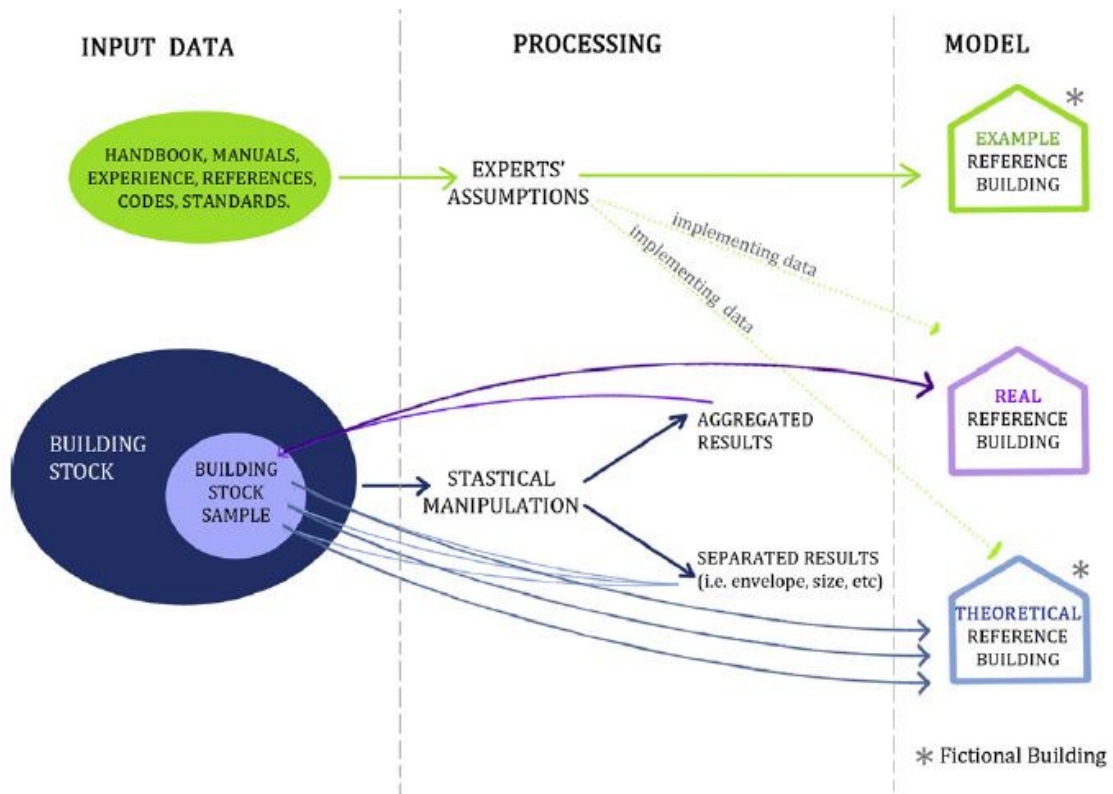 INPUT DATA
PROCESSING
MODEL
HANDBOOK, MANUALS,
EXPERIENCE, REFERENCES,
CODES, STANDARDS.
EXPERTS'
ASSUMPTIONS
implementing data
implementing data
EXAMPLE
REFERENCE
BUILDING
*
BUILDING
STOCK
BUILDING
STOCK
SAMPLE
STASTICAL
MANIPULATION
AGGREGATED
RESULTS
SEPARATED RESULTS
(i.e. envelope, size, etc)
REAL
REFERENCE
BUILDING
THEORETICAL
REFERENCE
BUILDING
*
* Fictional Building